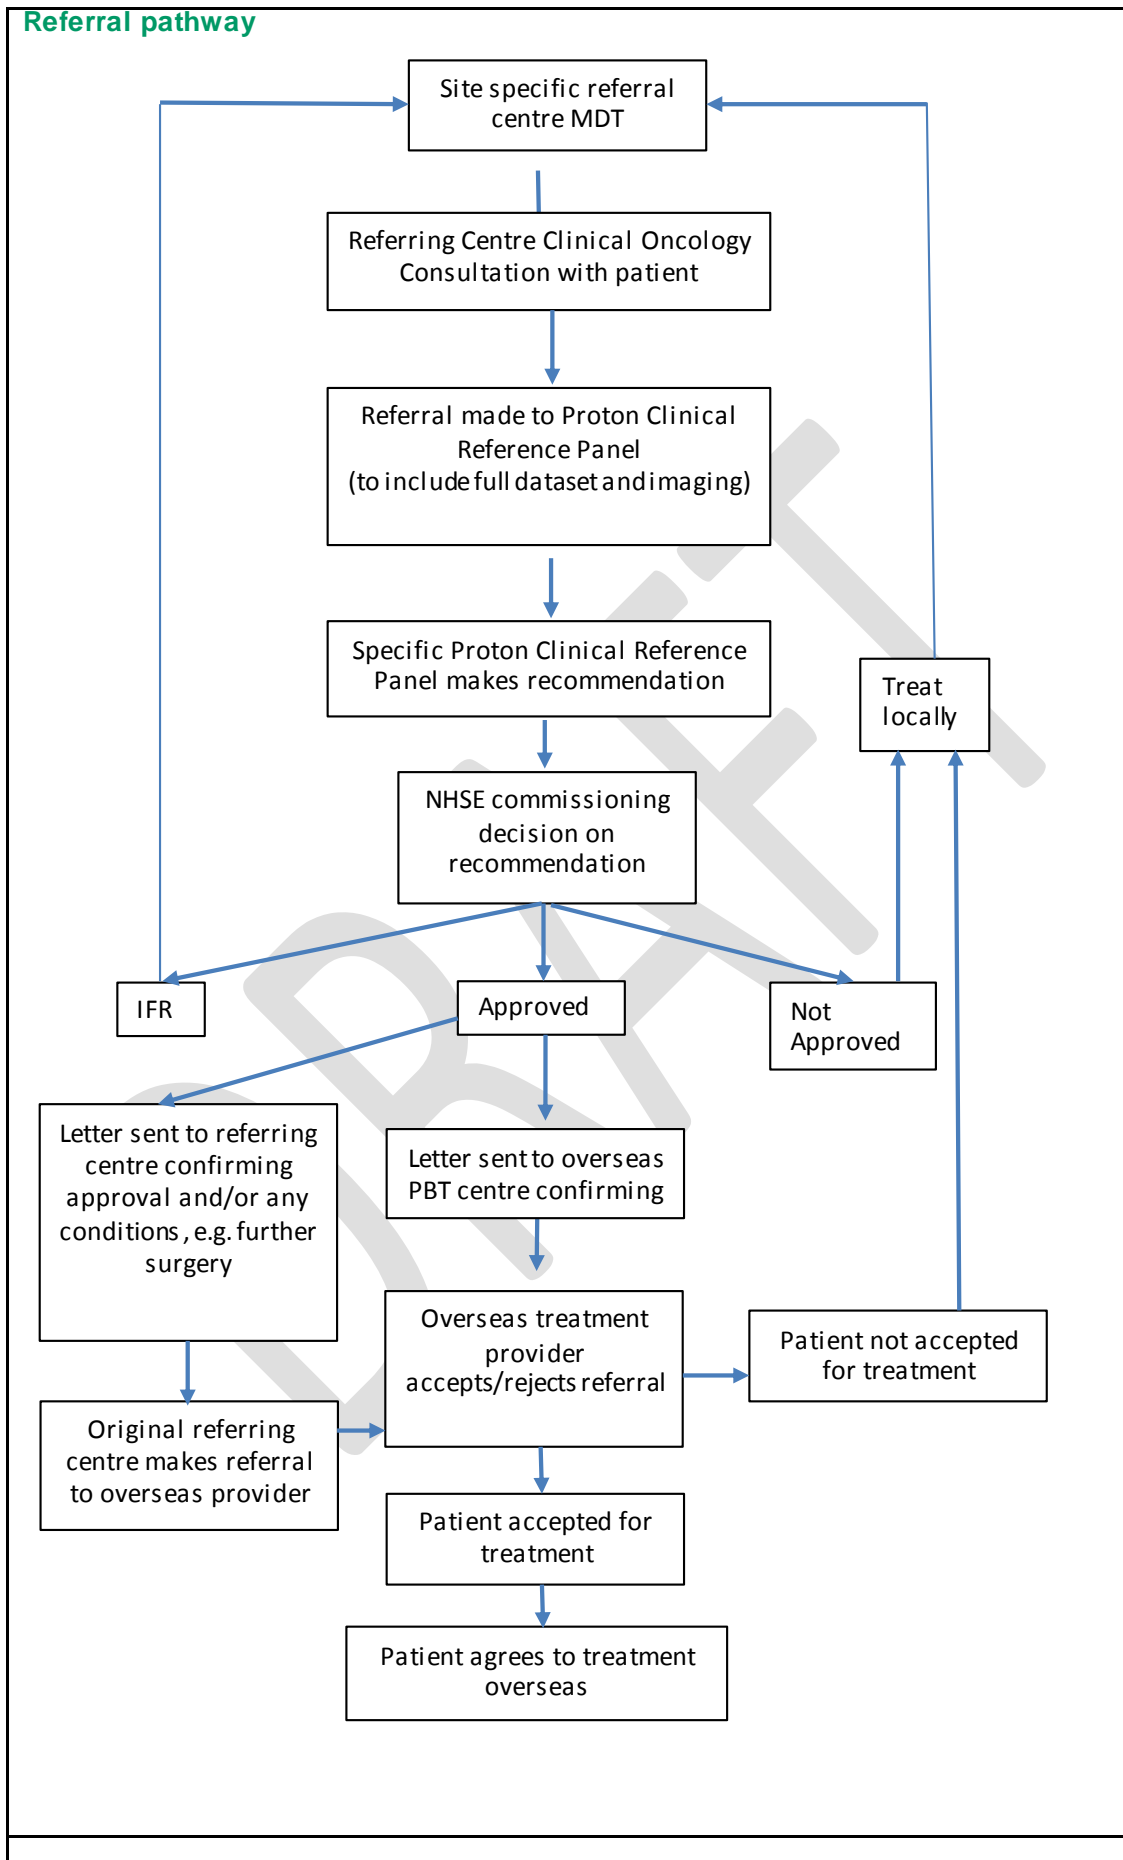 Referral pathway
Site specific referral
centre MDT
Referring Centre Clinical Oncology
Consultation with patient
Referral made to Proton Clinical
Reference Panel
(to include full dataset and imaging)
Specific Proton Clinical Reference
Panel makes recommendation
Treat
locally
NHSE commissioning
decision on
recommendation
IFR
Approved
Not
Approved
Letter sent to referring
centre confirming
approval and/or any
conditions, e.g. further
surgery
Letter sent to overseas
PBT centre confirming
Overseas treatment
provider
accepts/rejects referral
Patient not accepted
for treatment
Original referring
centre makes referral
to overseas provider
Patient accepted for
treatment
Patient agrees to treatment
overseas
DRAFT